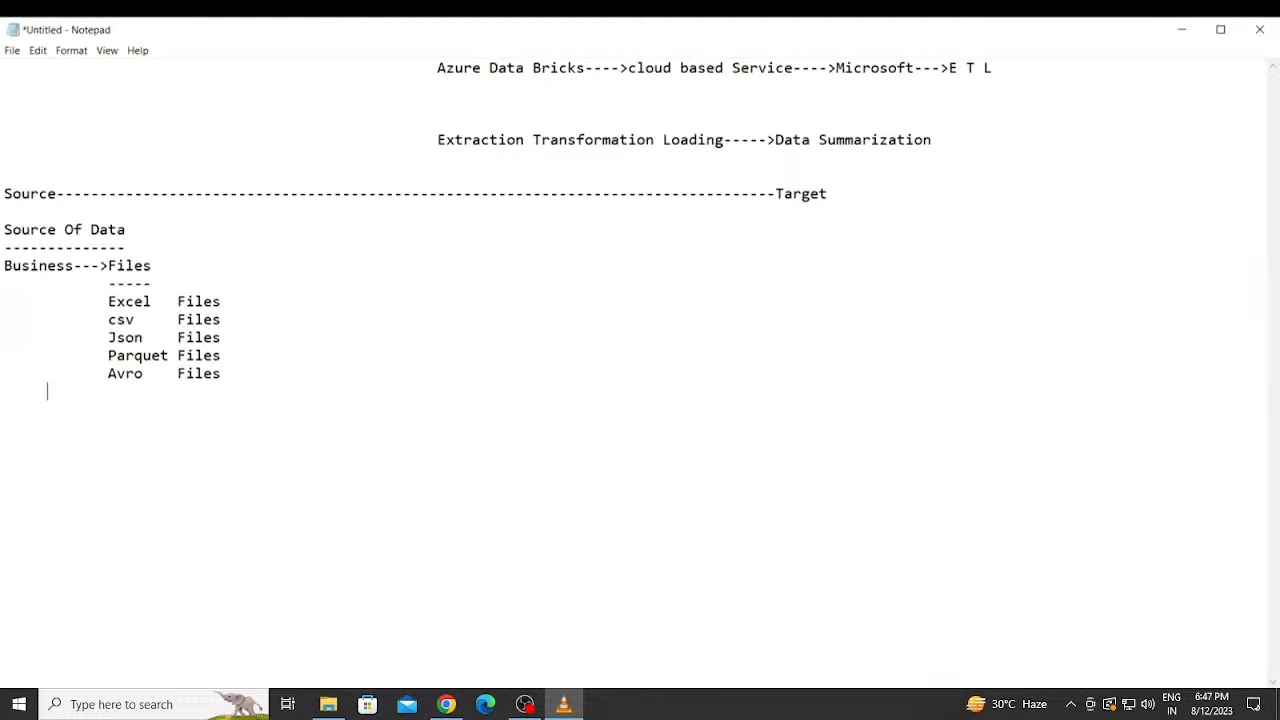 *Untitled - Notepad
File Edit Format View Help
Azure Data Bricks---->cloud based Service---->Microsoft--->E T L
Extraction Transformation Loading----->Data Summarization
Source-----------------------------------------------------------------------------------Target
Source Of Data
--------------
Business--->Files
-----
Excel Files
csv Files
Json Files
Parquet Files
Avro Files
Type here to search
30°C Haze
ENG
IN
6:47 PM
8/12/2023